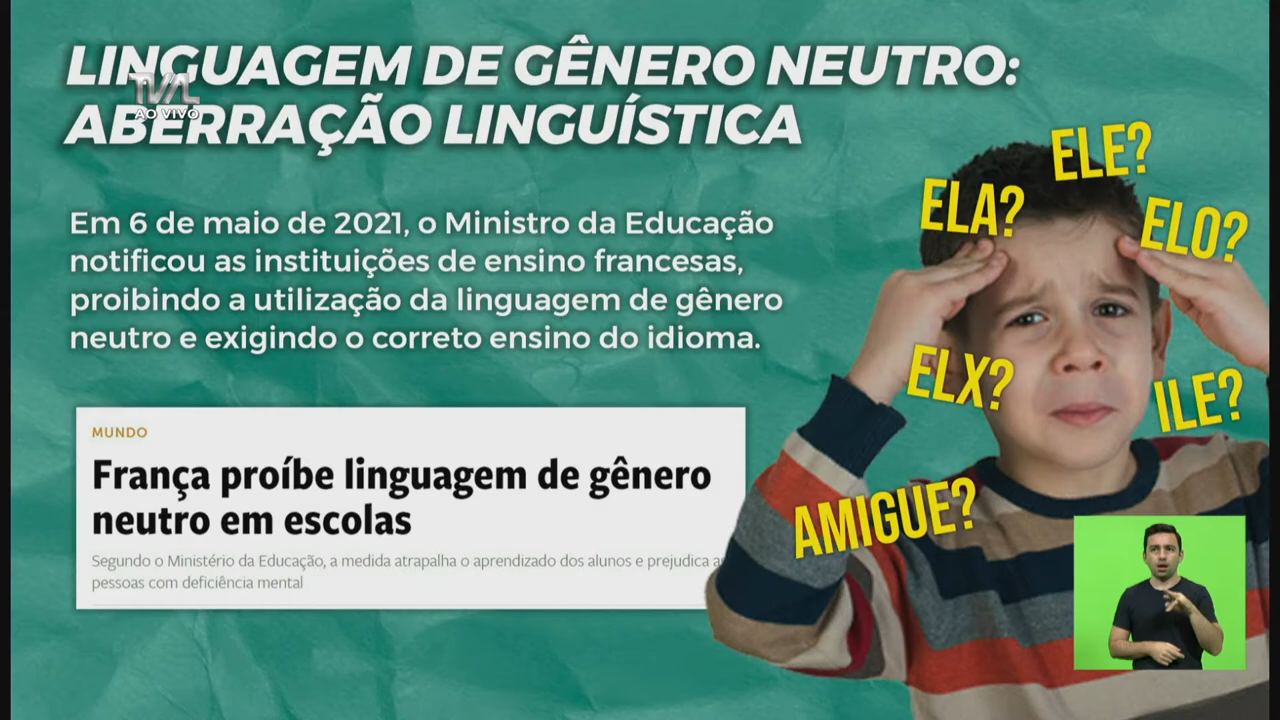 LINGUAGEM DE GÊNERO NEUTRO:
ABERRAÇÃO LINGUÍSTICA
TVAL
AO VIVO
Em 6 de maio de 2021, o Ministro da Educação
notificou as instituições de ensino francesas,
proibindo a utilização da linguagem de gênero
neutro e exigindo o correto ensino do idioma.
MUNDO
França proíbe linguagem de gênero
neutro em escolas
Segundo o Ministério da Educação, a medida atrapalha o aprendizado dos alunos e prejudica
pessoas com deficiência mental
ELE?
ELA?
ELO?
ELX?
ILE?
AMIGUE?